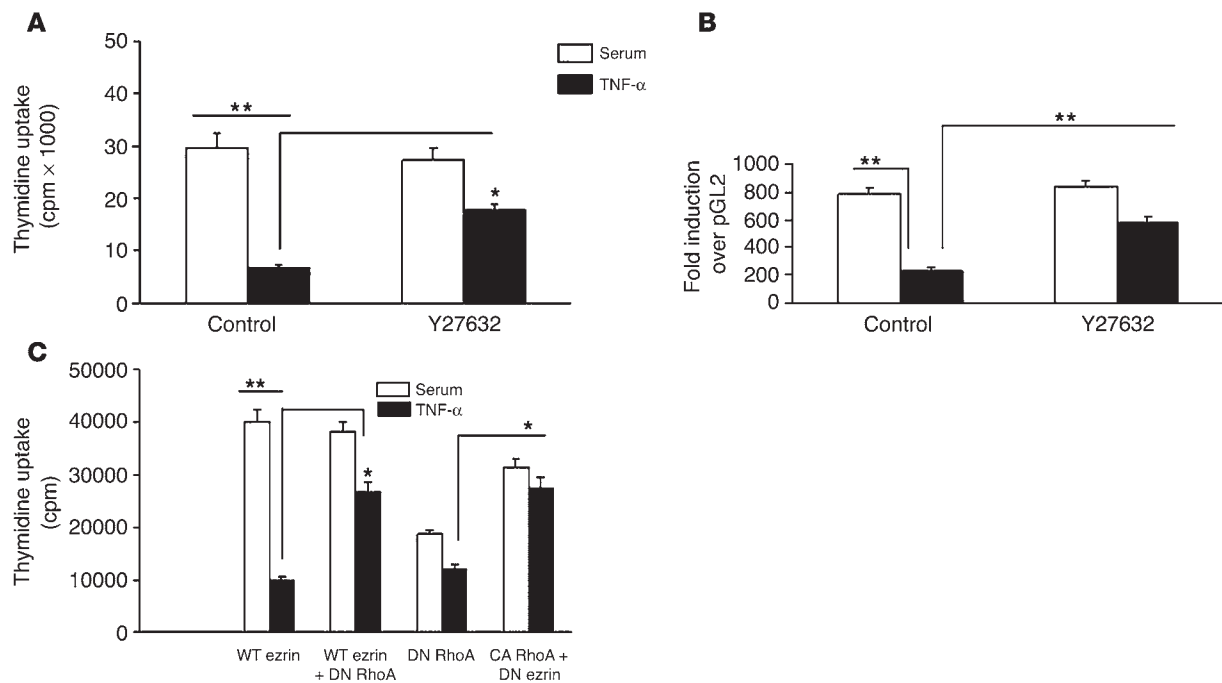 A
Thymidine uptake
(cpm × 1000)
50
40
30
20
10
0
**
*
Serum
TNF-α
Control
Y27632
B
Fold induction
over pGL2
1000
800
600
400
200
0
**
**
Control
Y27632
C
Thymidine uptake
(cpm)
50000
40000
30000
20000
10000
0
**
*
*
Serum
TNF-α
WT ezrin
WT ezrin
+ DN RhoA
DN RhoA
CA RhoA +
DN ezrin